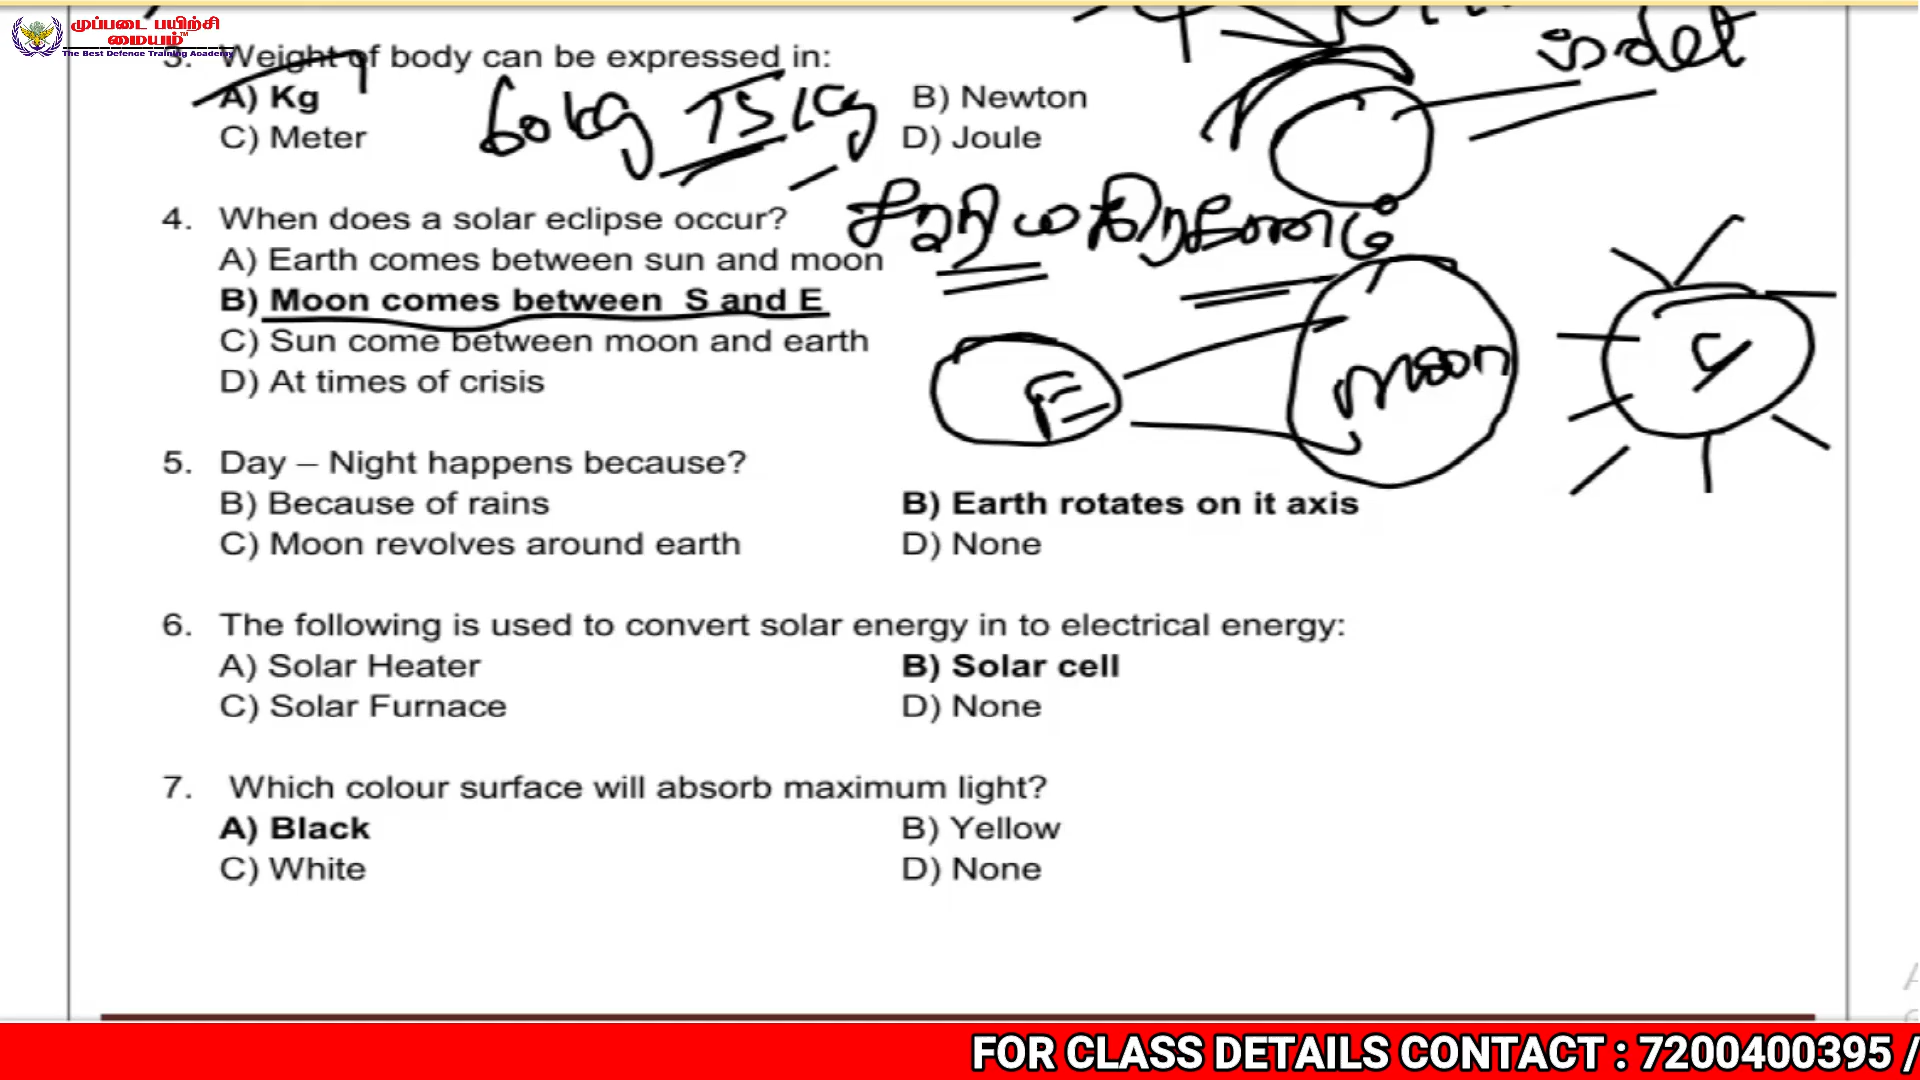 முப்படை பயிற்சி
மையம்™
The Best Defence Training Academy
3. Weight of body can be expressed in:
A) Kg
B) Newton
60kg 75 kg
C) Meter
D) Joule
4. When does a solar eclipse occur?
சூரிய கிரகணம்
A) Earth comes between sun and moon
B) Moon comes between S and E
C) Sun come between moon and earth
D) At times of crisis
E
moon
S
5. Day – Night happens because?
B) Because of rains
B) Earth rotates on it axis
C) Moon revolves around earth
D) None
6. The following is used to convert solar energy in to electrical energy:
A) Solar Heater
B) Solar cell
C) Solar Furnace
D) None
7. Which colour surface will absorb maximum light?
A) Black
B) Yellow
C) White
D) None
FOR CLASS DETAILS CONTACT : 7200400395 /